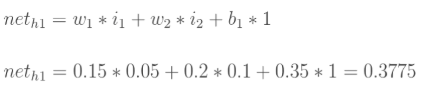 net_{h1} = w_1 * i_1 + w_2 * i_2 + b_1 * 1
net_{h1} = 0.15 * 0.05 + 0.2 * 0.1 + 0.35 * 1 = 0.3775